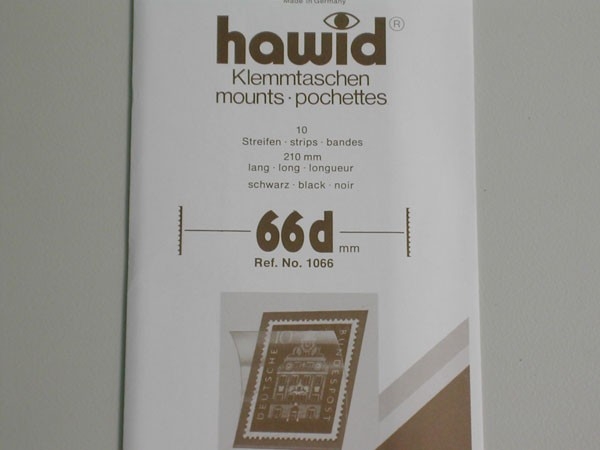 Made in Germany
hawid®
Klemmtaschen
mounts · pochettes
10
Streifen · strips · bandes
210 mm
lang · long · longueur
schwarz · black · noir
66d mm
Ref. No. 1066
10
DEUTSCHE
BUNDESPOST